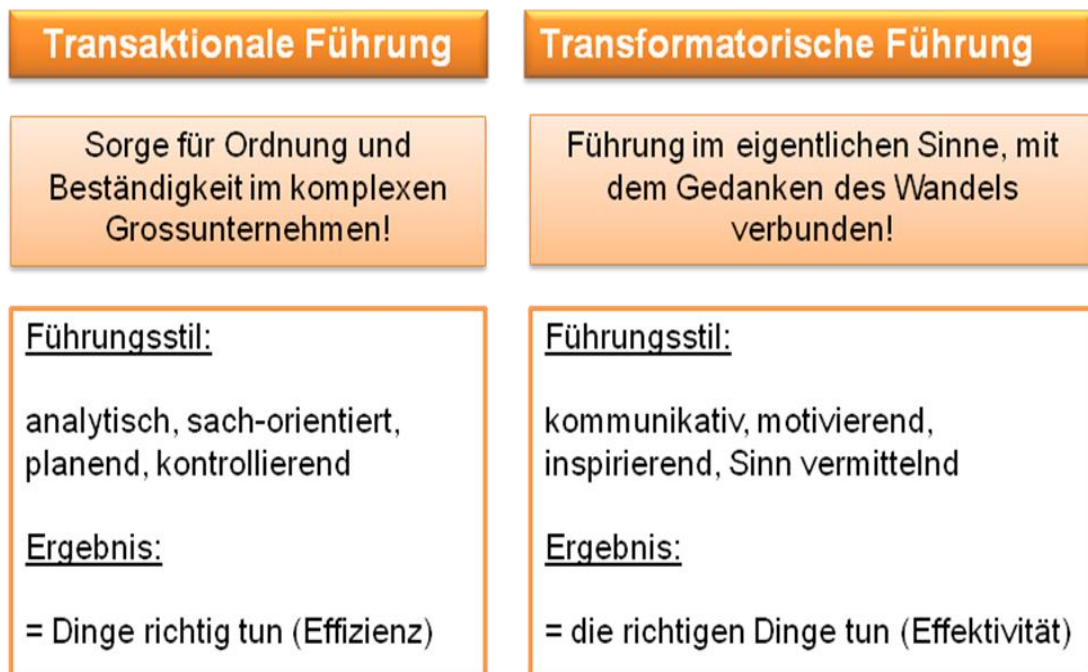 Transaktionale Führung
Sorge für Ordnung und
Beständigkeit im komplexen
Grossunternehmen!
Führungsstil:
analytisch, sach-orientiert,
planend, kontrollierend
Ergebnis:
= Dinge richtig tun (Effizienz)
Transformatorische Führung
Führung im eigentlichen Sinne, mit
dem Gedanken des Wandels
verbunden!
Führungsstil:
kommunikativ, motivierend,
inspirierend, Sinn vermittelnd
Ergebnis:
= die richtigen Dinge tun (Effektivität)